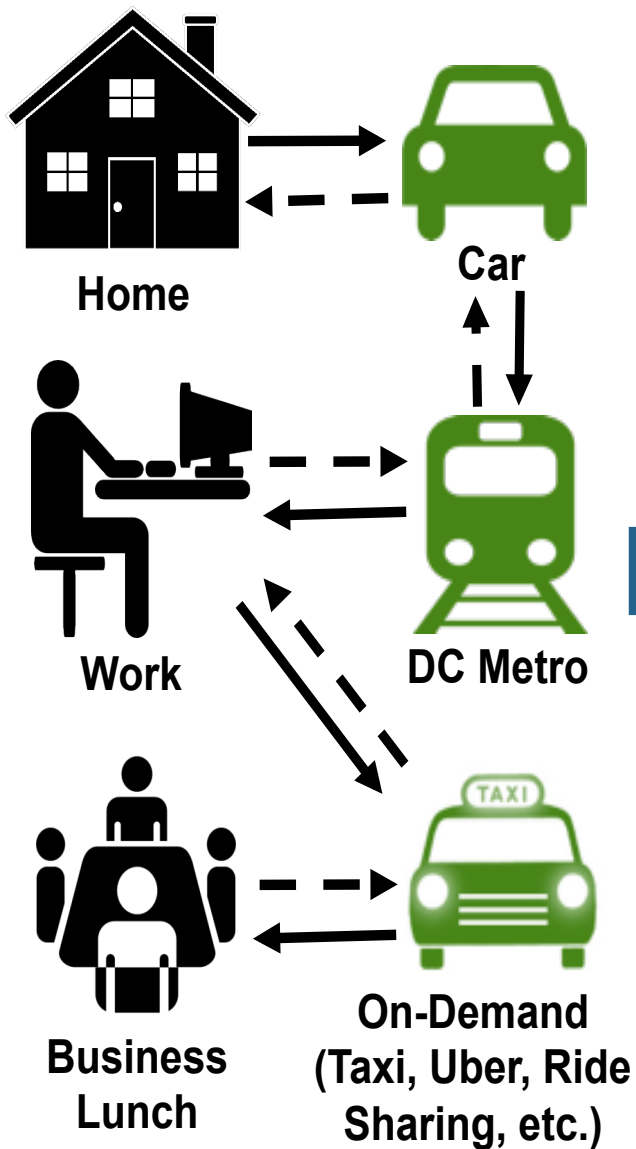 Home
Car
Work
DC Metro
TAXI
Business
Lunch
On-Demand
(Taxi, Uber, Ride
Sharing, etc.)